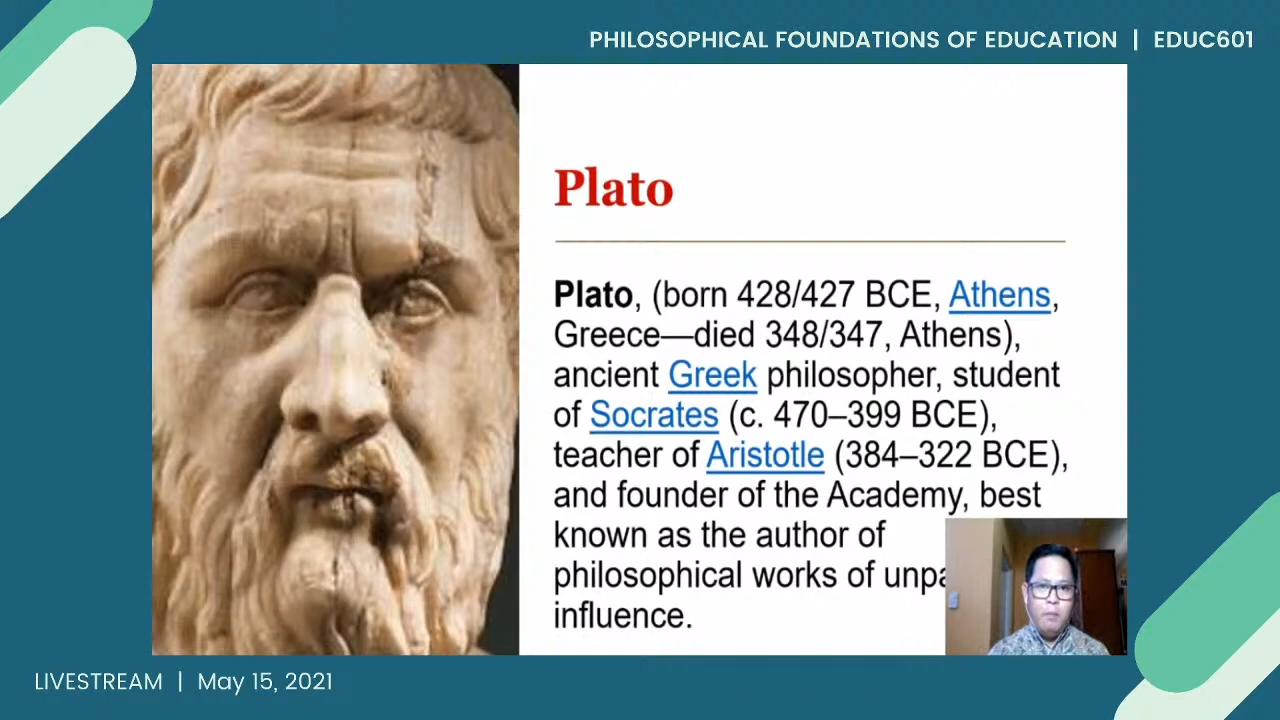 PHILOSOPHICAL FOUNDATIONS OF EDUCATION | EDUC601
Plato
Plato, (born 428/427 BCE, Athens,
Greece—died 348/347, Athens),
ancient Greek philosopher, student
of Socrates (c. 470–399 BCE),
teacher of Aristotle (384–322 BCE),
and founder of the Academy, best
known as the author of
philosophical works of
influence.
LIVESTREAM | May 15, 2021